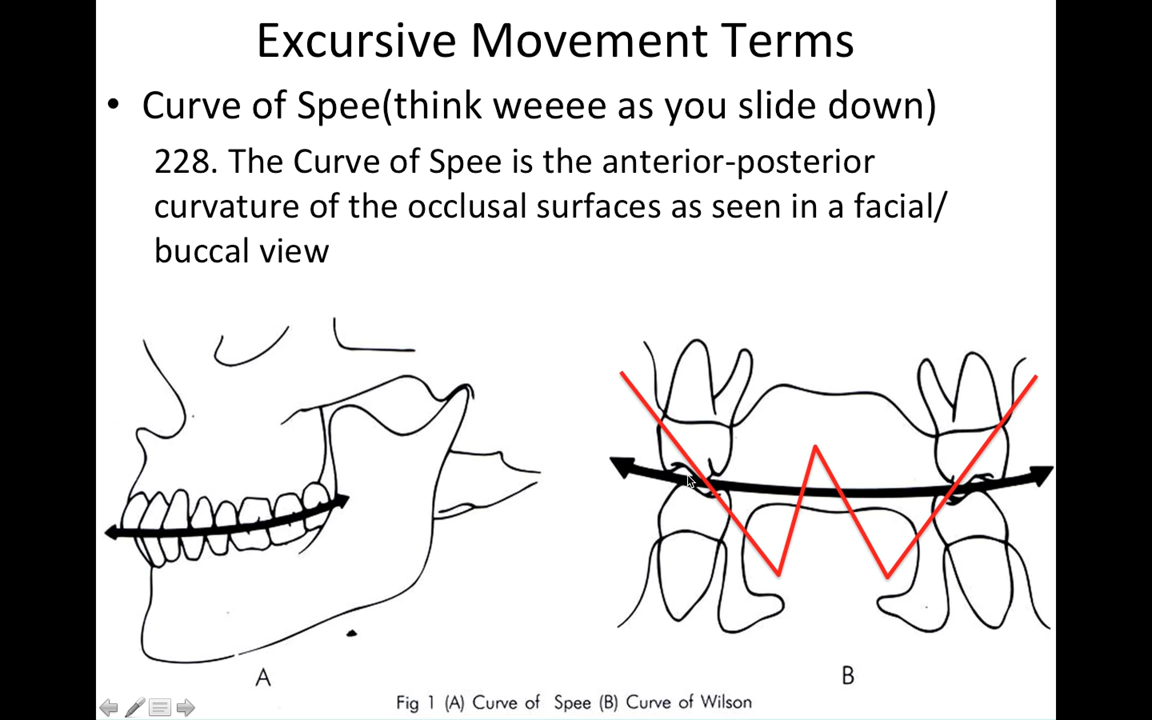 Excursive Movement Terms
• Curve of Spee(think weeee as you slide down)
228. The Curve of Spee is the anterior-posterior
curvature of the occlusal surfaces as seen in a facial/
buccal view
A
B
Fig 1 (A) Curve of Spee (B) Curve of Wilson